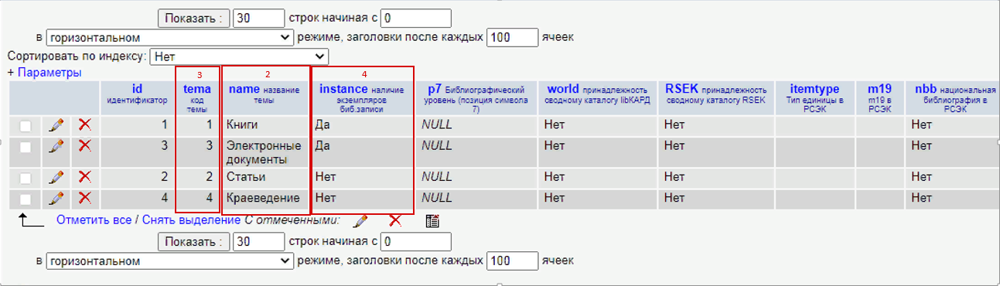 Показать : 30 строк начиная с 0
в горизонтальном режиме, заголовки после каждых 100 ячеек
Сортировать по индексу: Нет
+ Параметры
3 2 4
id идентификатор tema код темы name название темы instance наличие экземпляров биб.записи p7 Библиографический уровень (позиция символа 7) world принадлежность сводному каталогу libКАРД RSEK принадлежность сводному каталогу RSEK itemtype Тип единицы в РСЭК m19 m19 в РСЭК nbb национальная библиография в РСЭК
1 1 Книги Да NULL Нет Нет Нет
3 3 Электронные документы Да NULL Нет Нет Нет
2 2 Статьи Нет NULL Нет Нет Нет
4 4 Краеведение Нет NULL Нет Нет Нет
Отметить все / Снять выделение С отмеченными:
Показать : 30 строк начиная с 0
в горизонтальном режиме, заголовки после каждых 100 ячеек